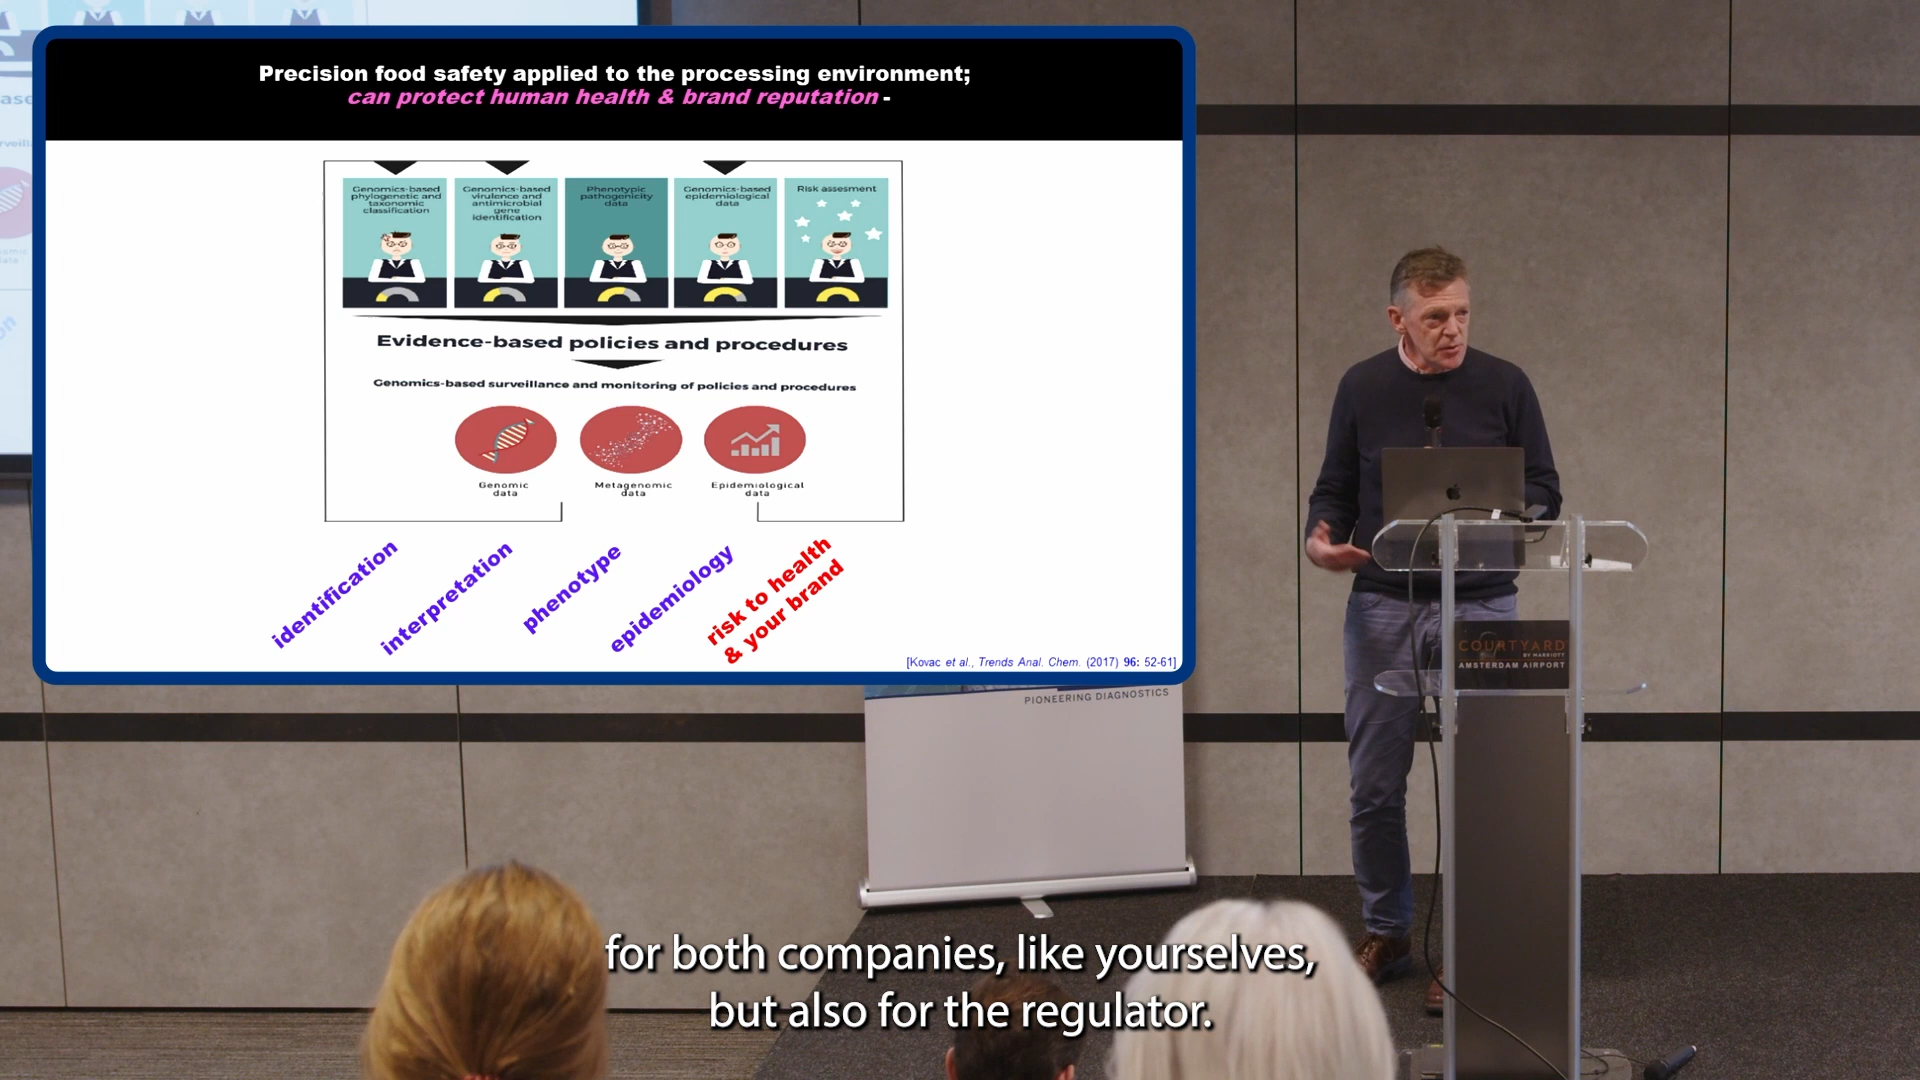 Precision food safety applied to the processing environment;
can protect human health & brand reputation -
Genomics-based
phylogenetic and
taxonomic
classification
Genomics-based
virulence and
antimicrobial
gene
identification
Phenotypic
pathogenicity
data
Genomics-based
epidemiological
data
Risk assesment
Evidence-based policies and procedures
Genomics-based surveillance and monitoring of policies and procedures
Genomic
data
Metagenomic
data
Epidemiological
data
identification
interpretation
phenotype
epidemiology
risk to health
& your brand
[Kovac et al., Trends Anal. Chem. (2017) 96: 52-61]
PIONEERING DIAGNOSTICS
COURTYARD
BY MARRIOTT
AMSTERDAM AIRPORT
for both companies, like yourselves,
but also for the regulator.